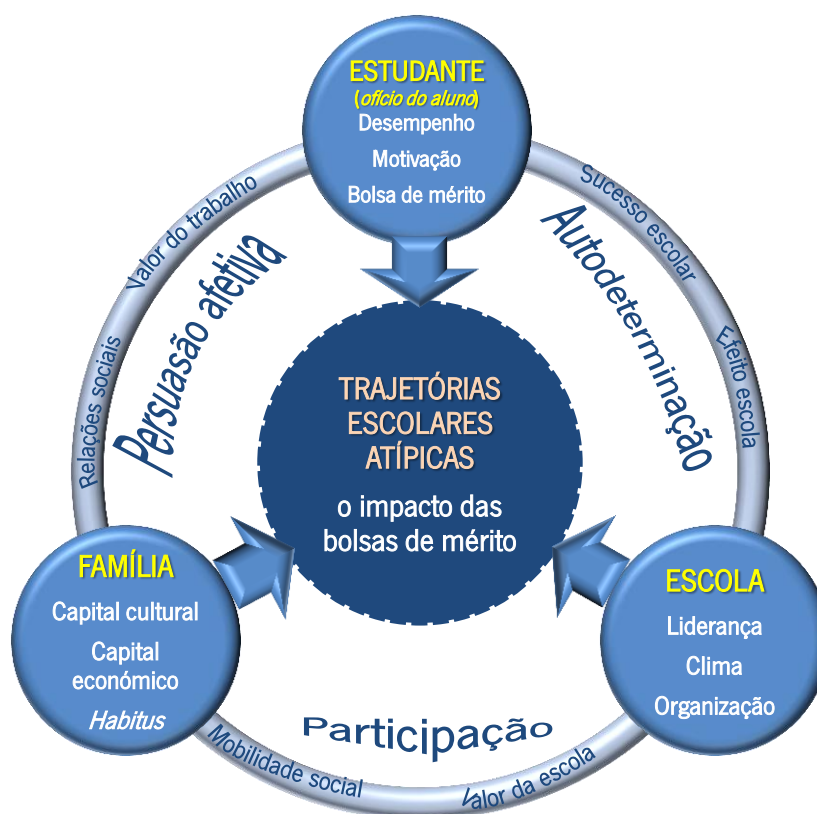 ESTUDANTE
(ofício do aluno)
Desempenho
Motivação
Bolsa de mérito
Valor do trabalho
Relações sociais
Persuasão afetiva
Sucesso escolar
Efeito escola
Autodeterminação
TRAJETÓRIAS
ESCOLARES
ATÍPICAS
o impacto das
bolsas de mérito
FAMÍLIA
Capital cultural
Capital
económico
Habitus
ESCOLA
Liderança
Clima
Organização
Participação
Mobilidade social
Valor da escola